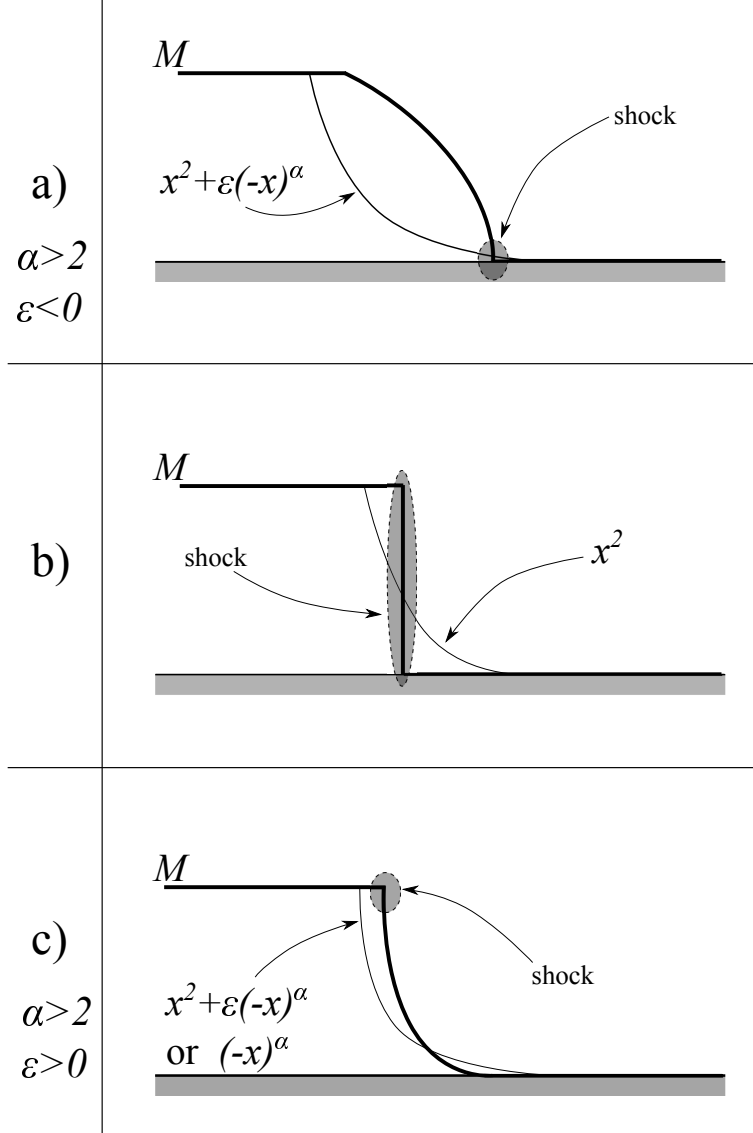 M
shock
a)
x²+ε(-x)^α
α>2
ε<0
M
b)
shock
x²
M
c)
shock
α>2
x²+ε(-x)^α
ε>0
or (-x)^α